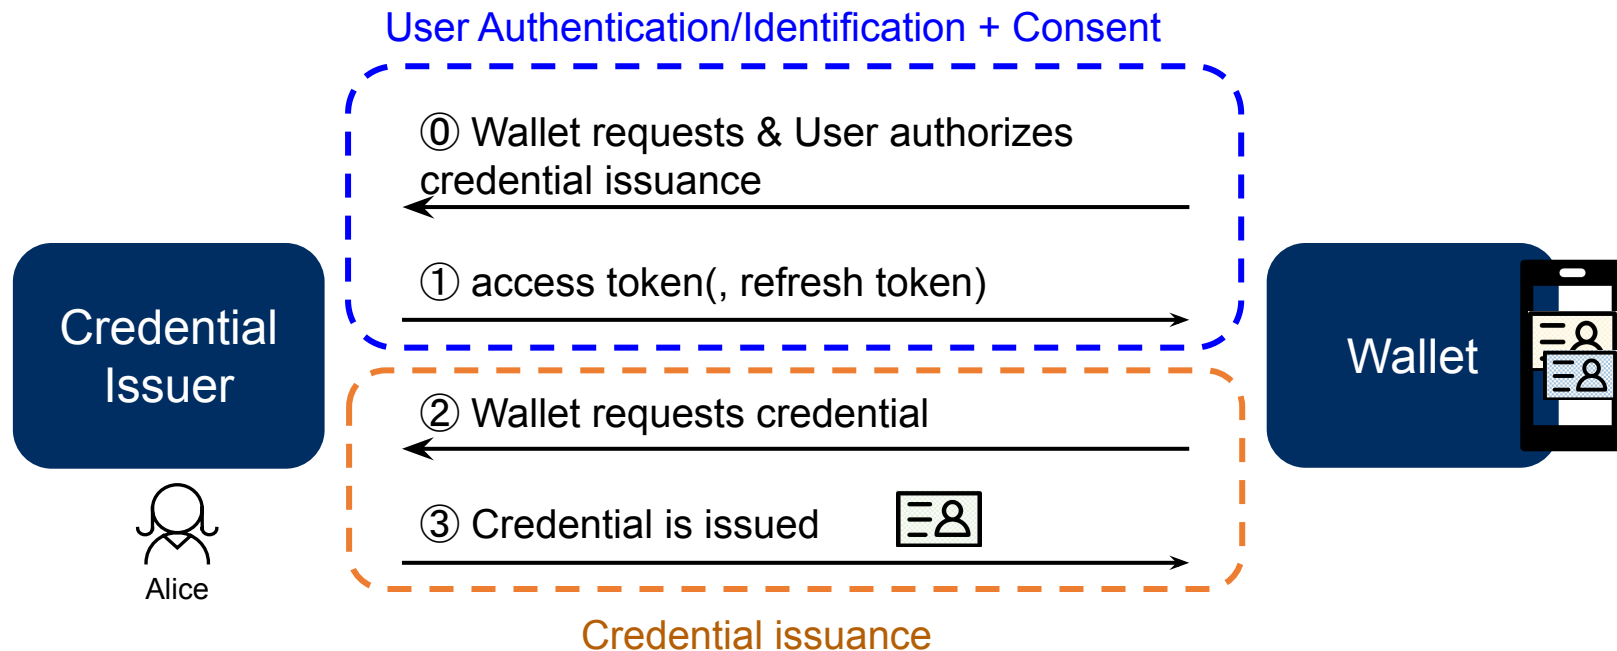 User Authentication/Identification + Consent
⓪ Wallet requests & User authorizes
credential issuance
① access token(, refresh token)
Credential
Issuer
Wallet
② Wallet requests credential
③ Credential is issued
Alice
Credential issuance